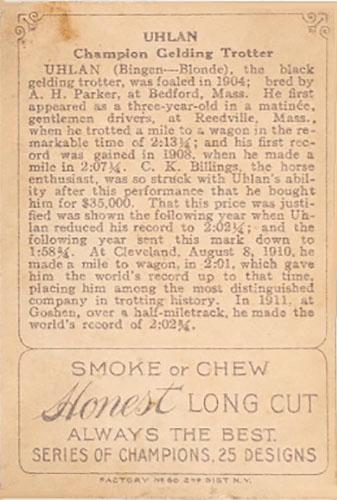 UHLAN
Champion Gelding Trotter
UHLAN (Bingen—Blonde), the black
gelding trotter, was foaled in 1904; bred by
A. H. Parker, at Bedford, Mass. He first
appeared as a three-year-old in a matinée,
gentlemen drivers, at Reedville, Mass.,
when he trotted a mile to a wagon in the re-
markable time of 2:13¼; and his first rec-
ord was gained in 1908, when he made a
mile in 2:07¼. C. K. Billings, the horse
enthusiast, was so struck with Uhlan's abil-
ity after this performance that he bought
him for $35,000. That this price was justi-
fied was shown the following year when Uh-
lan reduced his record to 2:02¼; and the
following year sent this mark down to
1:58¾. At Cleveland, August 8, 1910, he
made a mile to wagon, in 2:01, which gave
him the world's record up to that time,
placing him among the most distinguished
company in trotting history. In 1911, at
Goshen, over a half-miletrack, he made the
world's record of 2:02¾.
SMOKE or CHEW
Honest LONG CUT
ALWAYS THE BEST.
SERIES OF CHAMPIONS, 25 DESIGNS
FACTORY Nº 60 2ND DIST N.Y.